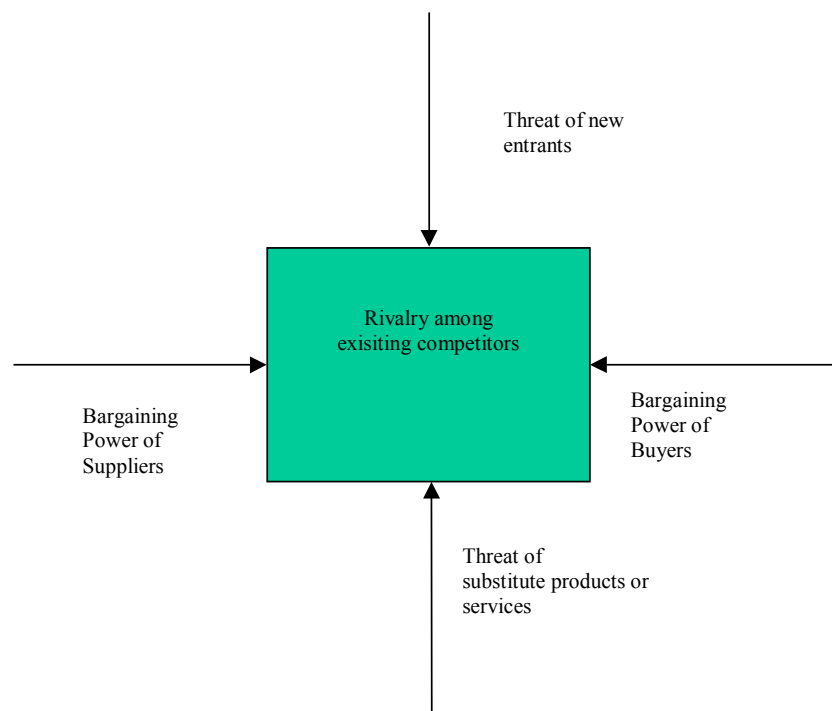 Threat of new
entrants
Rivalry among
exisiting competitors
Bargaining
Power of
Suppliers
Bargaining
Power of
Buyers
Threat of
substitute products or
services